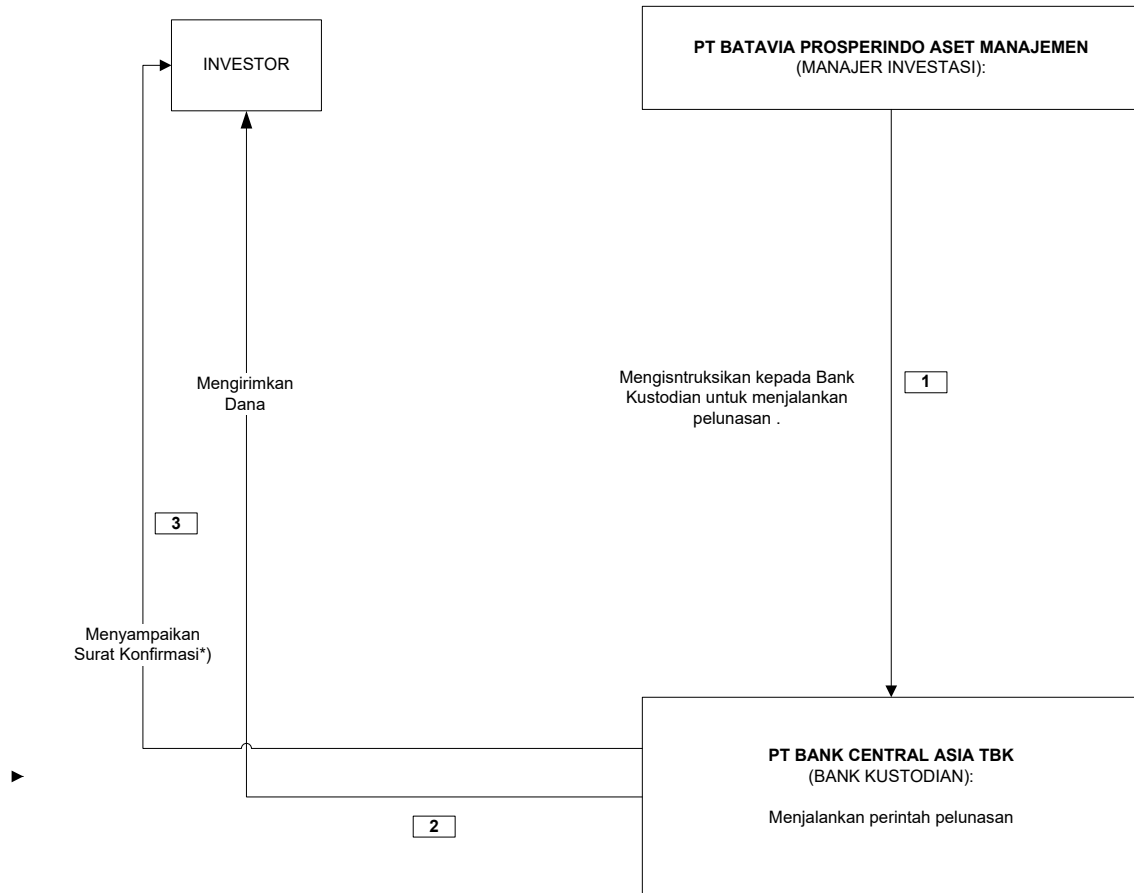 INVESTOR
PT BATAVIA PROSPERINDO ASET MANAJEMEN
(MANAJER INVESTASI):
Mengirimkan
Dana
Mengisntruksikan kepada Bank
Kustodian untuk menjalankan
pelunasan .
1
3
Menyampaikan
Surat Konfirmasi*)
PT BANK CENTRAL ASIA TBK
(BANK KUSTODIAN):
Menjalankan perintah pelunasan
2